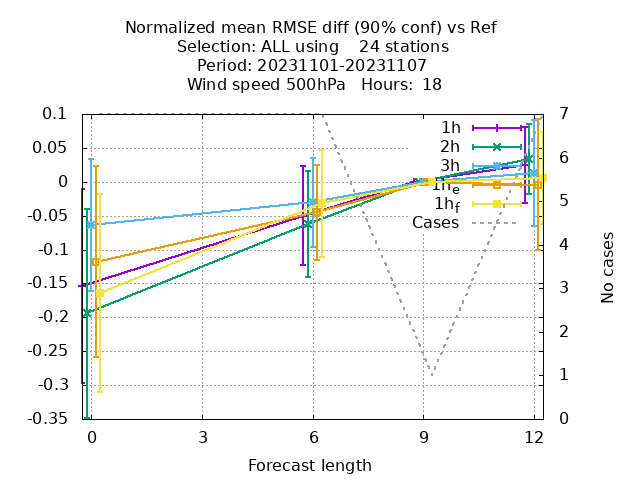 Normalized mean RMSE diff (90% conf) vs Ref
Selection: ALL using 24 stations
Period: 20231101-20231107
Wind speed 500hPa Hours: 18
0.1
0.05
0
-0.05
-0.1
-0.15
-0.2
-0.25
-0.3
-0.35
7
6
5
4
3
2
1
0
No cases
1h
2h
3h
1h_e
1h_f
Cases
0 3 6 9 12
Forecast length